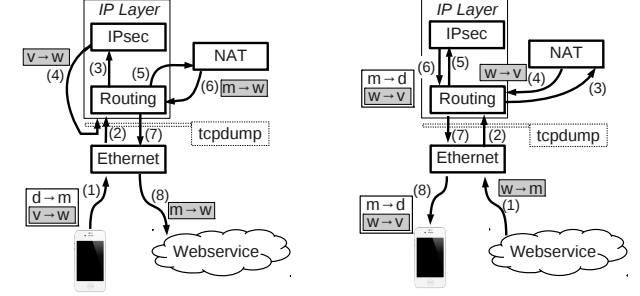 IP Layer
IPsec
v→w
(4)
(3)
(5)
NAT
(6)
m→w
Routing
(2)
(7)
tcpdump
Ethernet
(1)
d→m
v→w
(8)
m→w
Webservice
IP Layer
IPsec
NAT
(6)
(5)
w→v
(4)
m→d
w→v
(3)
Routing
(7)
(2)
tcpdump
Ethernet
(8)
w→m
(1)
m→d
w→v
Webservice